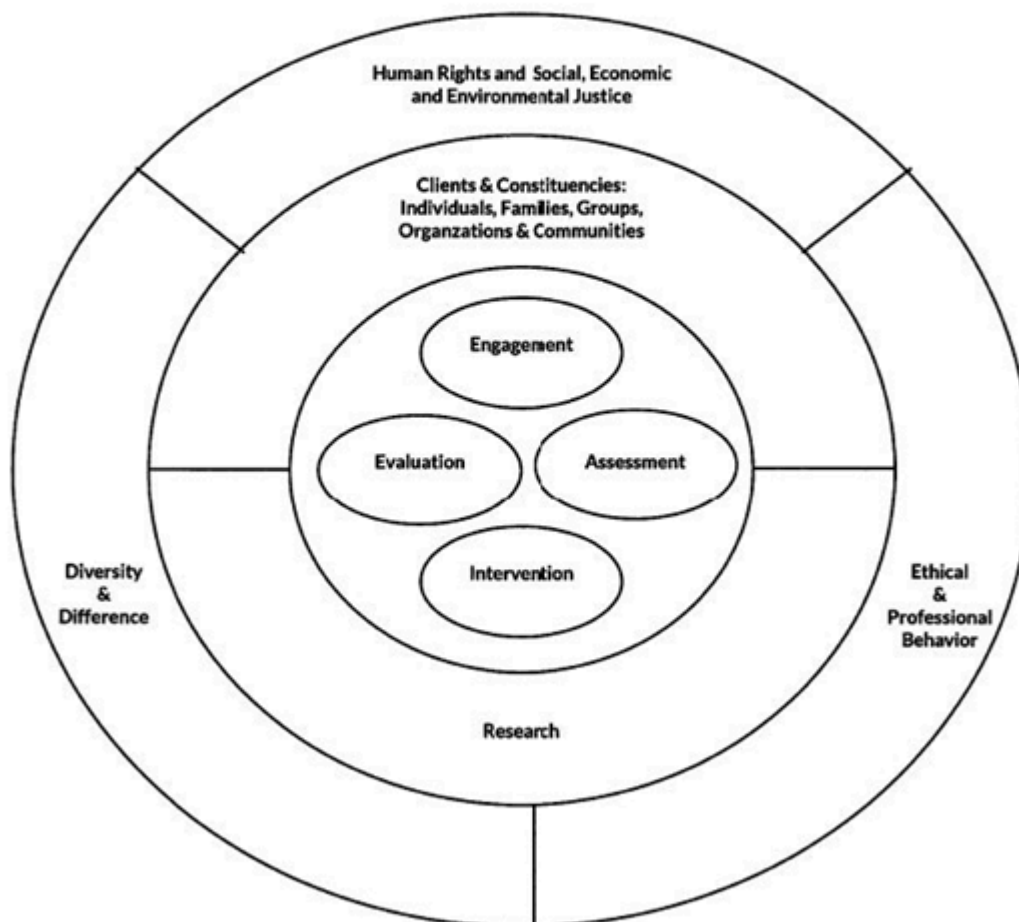 Human Rights and Social, Economic
and Environmental Justice
Clients & Constituencies:
Individuals, Families, Groups,
Organzations & Communities
Engagement
Evaluation
Assessment
Intervention
Diversity
&
Difference
Ethical
&
Professional
Behavior
Research